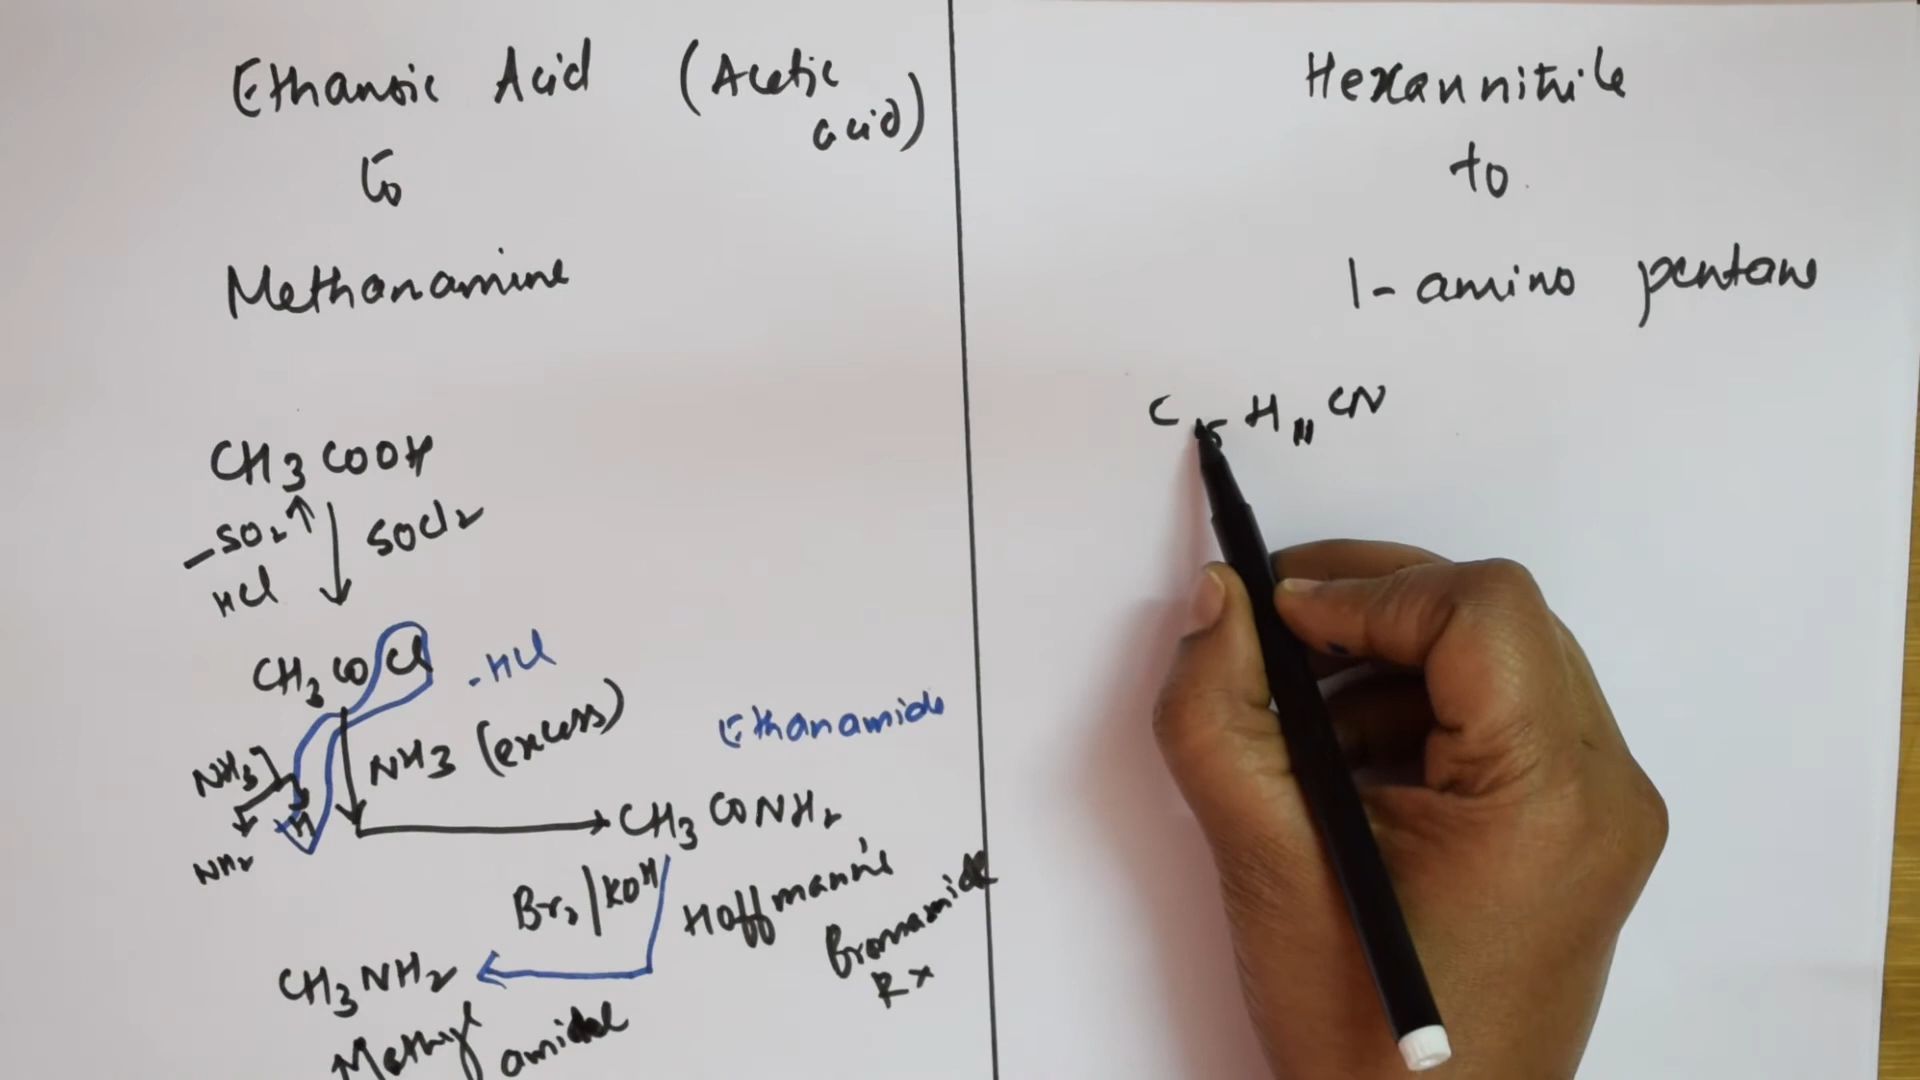 Ethanoic Acid (Acetic
acid)
to
Methanamine
CH3COOH
-SO2↑
SOCl2
HCl
CH3COCl
-HCl
NH3
NH3 (excess)
H
NH2
Ethanamide
CH3CONH2
Br2/KOH
Hoffmann's
Bromamide
Rx
CH3NH2
Methyl
Hexannitrile
to
1-amino pentane
C5H11CN